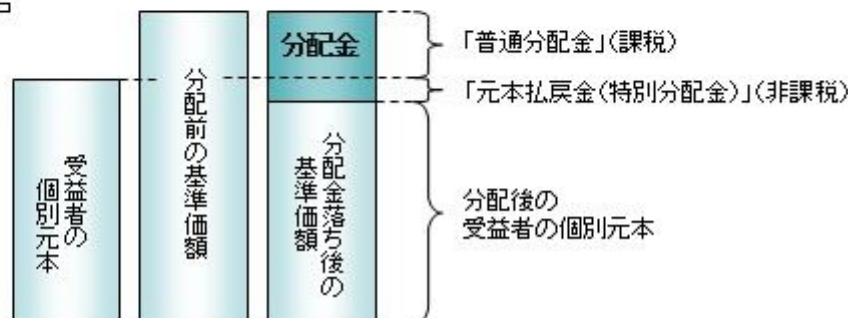 分配金
「普通分配金」(課税)
「元本払戻金(特別分配金)」(非課税)
受益者の
個別元本
分配前の基準価額
分配金落ち後の
基準価額
分配後の
受益者の個別元本